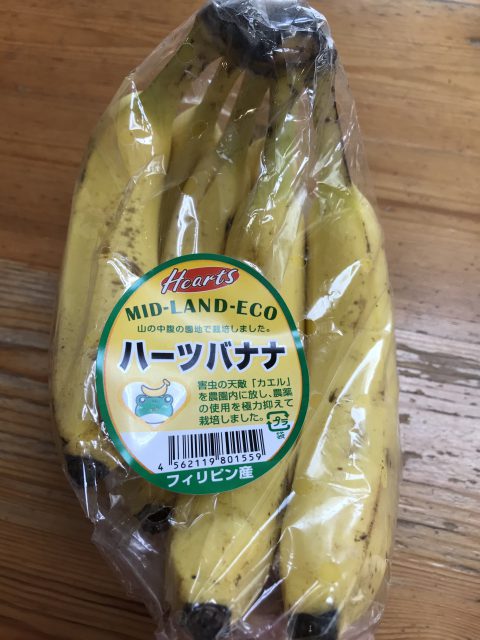 Hearts
MID-LAND-ECO
山の中腹の園地で栽培しました。
ハーツバナナ
害虫の天敵「カエル」
を農園内に放し、農薬
の使用を極力抑えて
栽培しました。
プラ
袋
4 562119 801559
フィリピン産